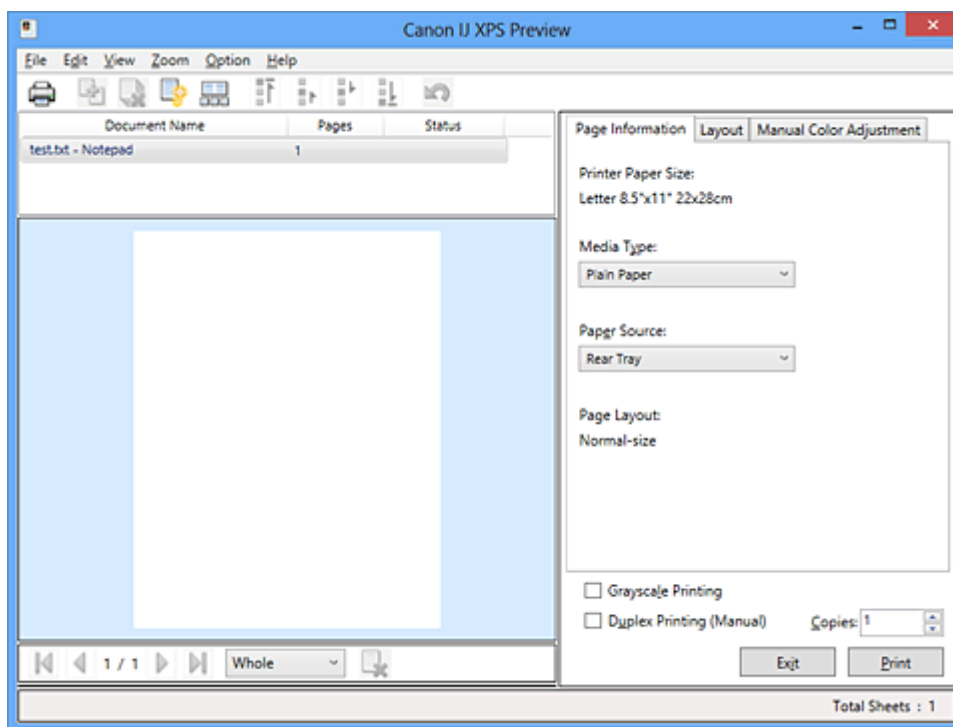 Canon IJ XPS Preview
File Edit View Zoom Option Help
Document Name Pages Status
test.txt - Notepad 1
Page Information Layout Manual Color Adjustment
Printer Paper Size:
Letter 8.5"x11" 22x28cm
Media Type:
Plain Paper
Paper Source:
Rear Tray
Page Layout:
Normal-size
Grayscale Printing
Duplex Printing (Manual) Copies: 1
1 / 1 Whole
Exit Print
Total Sheets : 1